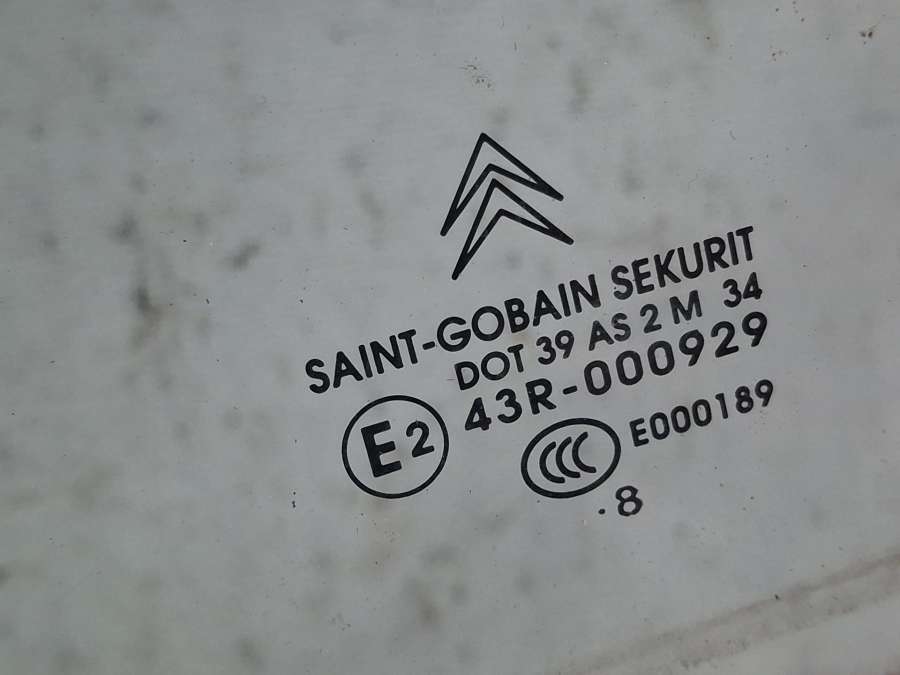 SAINT-GOBAIN SEKURIT
DOT 39 AS 2 M 34
E2 43R-000929
CCC E000189
.8